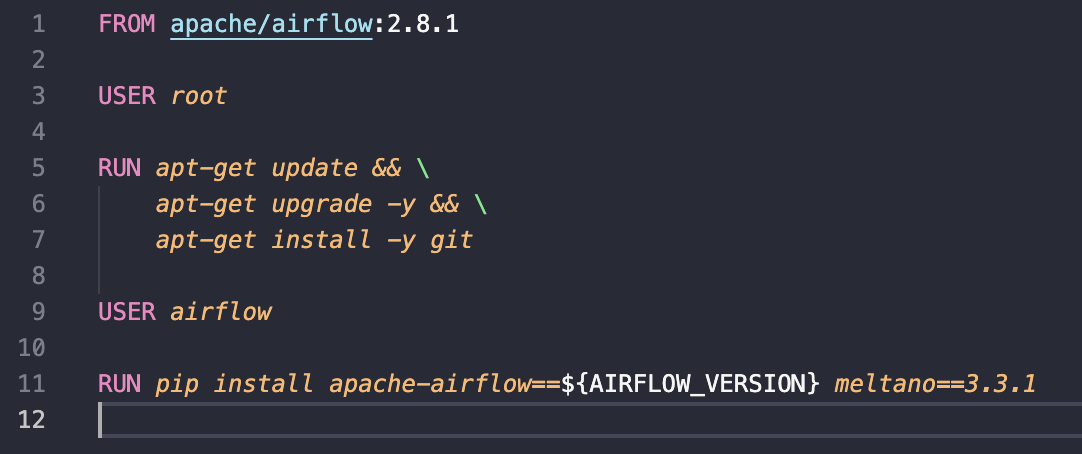 1 FROM apache/airflow:2.8.1
2
3 USER root
4
5 RUN apt-get update && \
6     apt-get upgrade -y && \
7     apt-get install -y git
8
9 USER airflow
10
11 RUN pip install apache-airflow==${AIRFLOW_VERSION} meltano==3.3.1
12